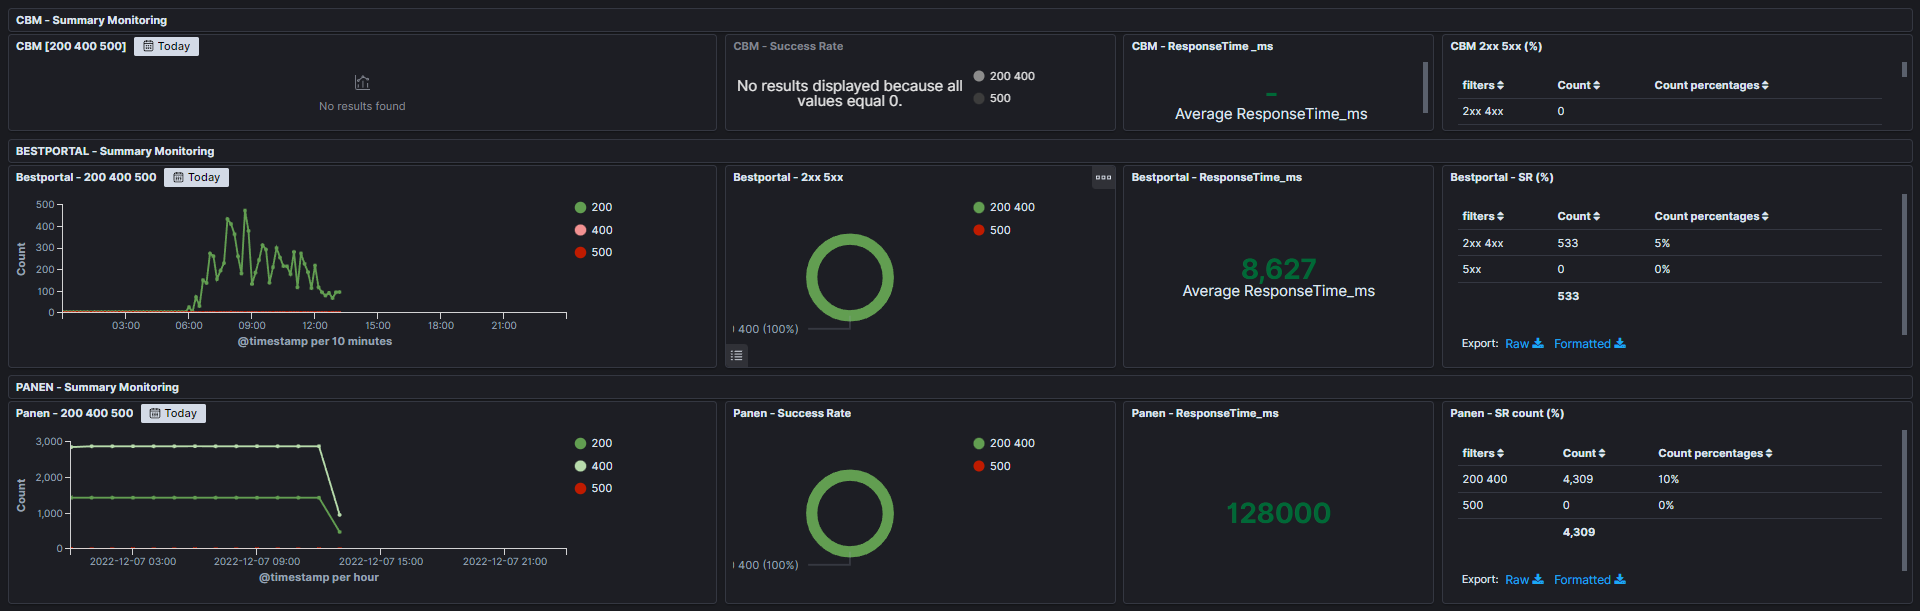 CBM - Summary Monitoring
CBM [200 400 500] Today
No results found
CBM - Success Rate
No results displayed because all
values equal 0.
200 400
500
CBM - ResponseTime _ms
-
Average ResponseTime_ms
CBM 2xx 5xx (%)
filters Count Count percentages
2xx 4xx 0
BESTPORTAL - Summary Monitoring
Bestportal - 200 400 500 Today
500
400
300
200
100
0
Count
03:00 06:00 09:00 12:00 15:00 18:00 21:00
@timestamp per 10 minutes
200
400
500
Bestportal - 2xx 5xx
200 400
500
400 (100%)
Bestportal - ResponseTime_ms
8,627
Average ResponseTime_ms
Bestportal - SR (%)
filters Count Count percentages
2xx 4xx 533 5%
5xx 0 0%
533
Export: Raw Formatted
PANEN - Summary Monitoring
Panen - 200 400 500 Today
3,000
2,000
1,000
0
Count
2022-12-07 03:00 2022-12-07 09:00 2022-12-07 15:00 2022-12-07 21:00
@timestamp per hour
200
400
500
Panen - Success Rate
200 400
500
400 (100%)
Panen - ResponseTime_ms
128000
Panen - SR count (%)
filters Count Count percentages
200 400 4,309 10%
500 0 0%
4,309
Export: Raw Formatted